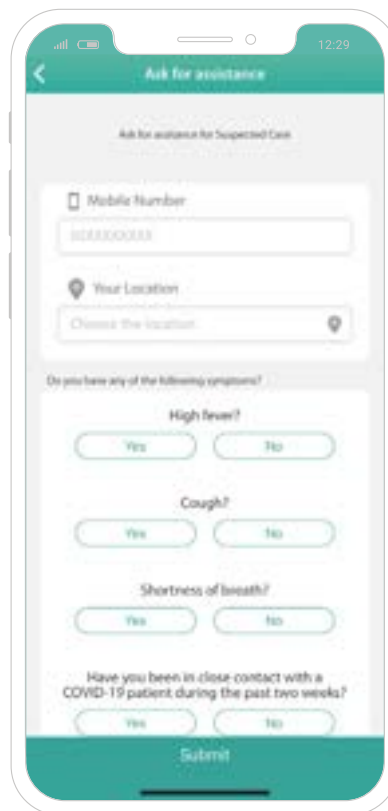 12:29
Ask for assistance
Ask for assistance for Suspected Case
Mobile Number
Your Location
Choose the location
Do you have any of the following symptoms?
High fever?
Yes No
Cough?
Yes No
Shortness of breath?
Yes No
Have you been in close contact with a
COVID-19 patient during the past two weeks?
Yes No
Submit